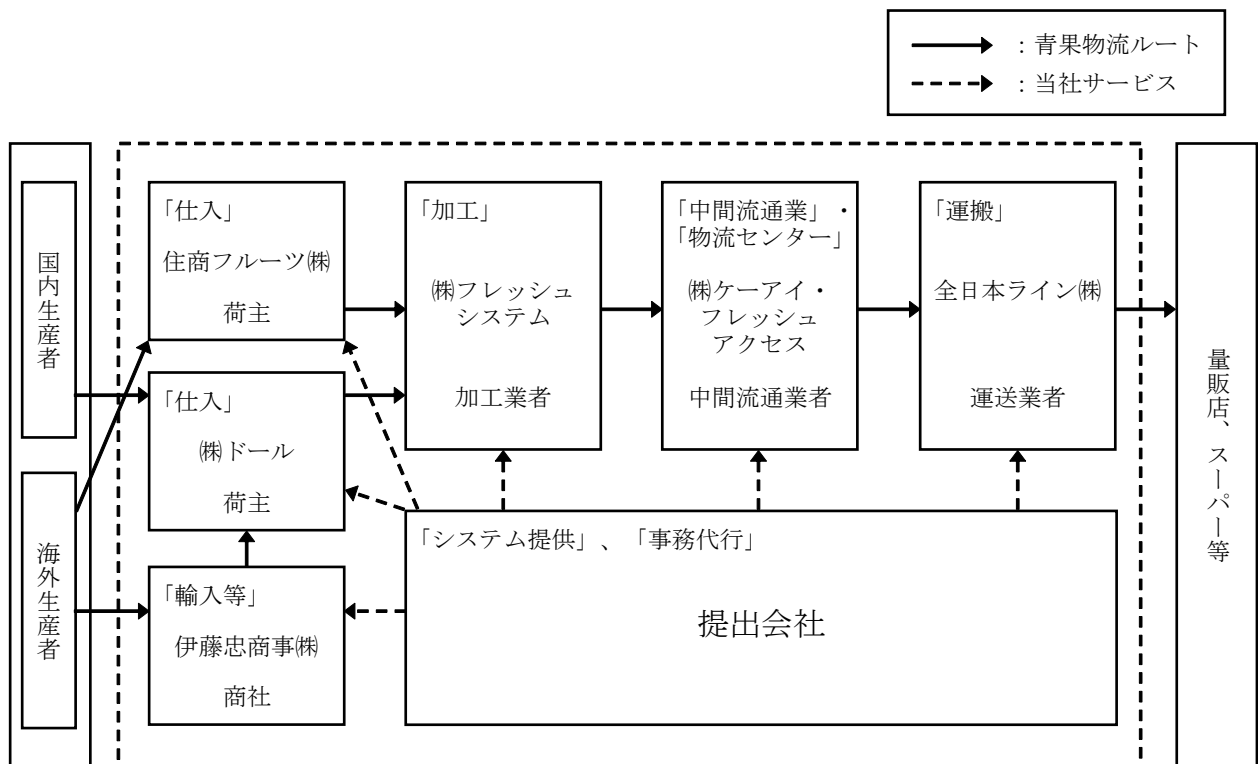 ：青果物流ルート
：当社サービス
国内生産者
海外生産者
「仕入」
住商フルーツ㈱
荷主
「仕入」
㈱ドール
荷主
「輸入等」
伊藤忠商事㈱
商社
「加工」
㈱フレッシュ
システム
加工業者
「中間流通業」・
「物流センター」
㈱ケーアイ・
フレッシュ
アクセス
中間流通業者
「運搬」
全日本ライン㈱
運送業者
「システム提供」、「事務代行」
提出会社
量販店、スーパー等